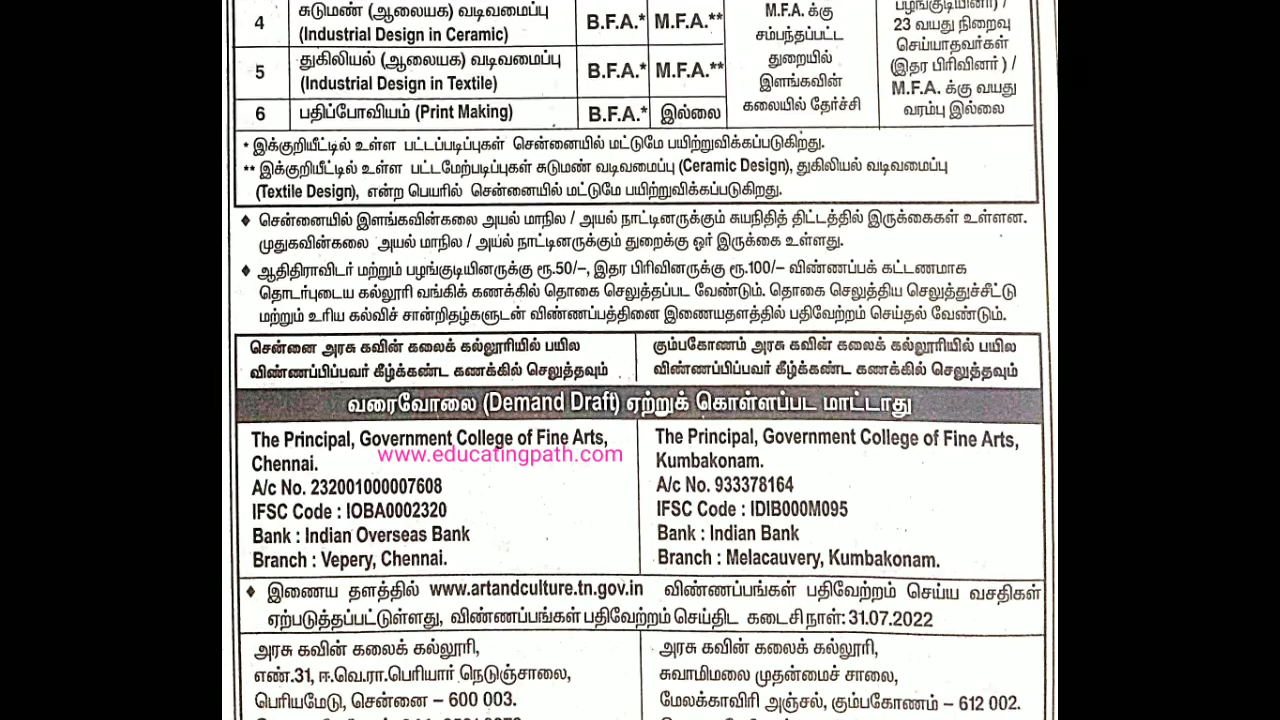 4 சுடுமண் (ஆலையக) வடிவமைப்பு (Industrial Design in Ceramic) B.F.A.* M.F.A.**
5 துகிலியல் (ஆலையக) வடிவமைப்பு (Industrial Design in Textile) B.F.A.* M.F.A.**
6 பதிப்போவியம் (Print Making) B.F.A.* இல்லை
M.F.A. க்கு
சம்பந்தப்பட்ட
துறையில்
இளங்கவின்
கலையில் தேர்ச்சி
பழங்குடியினர்) /
23 வயது நிறைவு
செய்யாதவர்கள்
(இதர பிரிவினர்) /
M.F.A. க்கு வயது
வரம்பு இல்லை
* இக்குறியீட்டில் உள்ள பட்டப்படிப்புகள் சென்னையில் மட்டுமே பயிற்றுவிக்கப்படுகிறது.
** இக்குறியீட்டில் உள்ள பட்டமேற்படிப்புகள் சுடுமண் வடிவமைப்பு (Ceramic Design), துகிலியல் வடிவமைப்பு
(Textile Design), என்ற பெயரில் சென்னையில் மட்டுமே பயிற்றுவிக்கப்படுகிறது.
♦ சென்னையில் இளங்கவின்கலை அயல் மாநில / அயல் நாட்டினருக்கும் சுயநிதித் திட்டத்தில் இருக்கைகள் உள்ளன.
முதுகவின்கலை அயல் மாநில / அயல் நாட்டினருக்கும் துறைக்கு ஓர் இருக்கை உள்ளது.
♦ ஆதிதிராவிடர் மற்றும் பழங்குடியினருக்கு ரூ.50/–, இதர பிரிவினருக்கு ரூ.100/– விண்ணப்பக் கட்டணமாக
தொடர்புடைய கல்லூரி வங்கிக் கணக்கில் தொகை செலுத்தப்பட வேண்டும். தொகை செலுத்திய செலுத்துச்சீட்டு
மற்றும் உரிய கல்விச் சான்றிதழ்களுடன் விண்ணப்பத்தினை இணையதளத்தில் பதிவேற்றம் செய்தல் வேண்டும்.
சென்னை அரசு கவின் கலைக் கல்லூரியில் பயில
விண்ணப்பிப்பவர் கீழ்க்கண்ட கணக்கில் செலுத்தவும்
கும்பகோணம் அரசு கவின் கலைக் கல்லூரியில் பயில
விண்ணப்பிப்பவர் கீழ்க்கண்ட கணக்கில் செலுத்தவும்
வரைவோலை (Demand Draft) ஏற்றுக் கொள்ளப்பட மாட்டாது
The Principal, Government College of Fine Arts,
Chennai.
www.educatingpath.com
A/c No. 232001000007608
IFSC Code : IOBA0002320
Bank : Indian Overseas Bank
Branch : Vepery, Chennai.
The Principal, Government College of Fine Arts,
Kumbakonam.
A/c No. 933378164
IFSC Code : IDIB000M095
Bank : Indian Bank
Branch : Melacauvery, Kumbakonam.
♦ இணைய தளத்தில் www.artandculture.tn.gov.in விண்ணப்பங்கள் பதிவேற்றம் செய்ய வசதிகள்
ஏற்படுத்தப்பட்டுள்ளது, விண்ணப்பங்கள் பதிவேற்றம் செய்திட கடைசி நாள்: 31.07.2022
அரசு கவின் கலைக் கல்லூரி,
எண்.31, ஈ.வெ.ரா.பெரியார் நெடுஞ்சாலை,
பெரியமேடு, சென்னை – 600 003.
அரசு கவின் கலைக் கல்லூரி,
சுவாமிமலை முதன்மைச் சாலை,
மேலக்காவிரி அஞ்சல், கும்பகோணம் – 612 002.